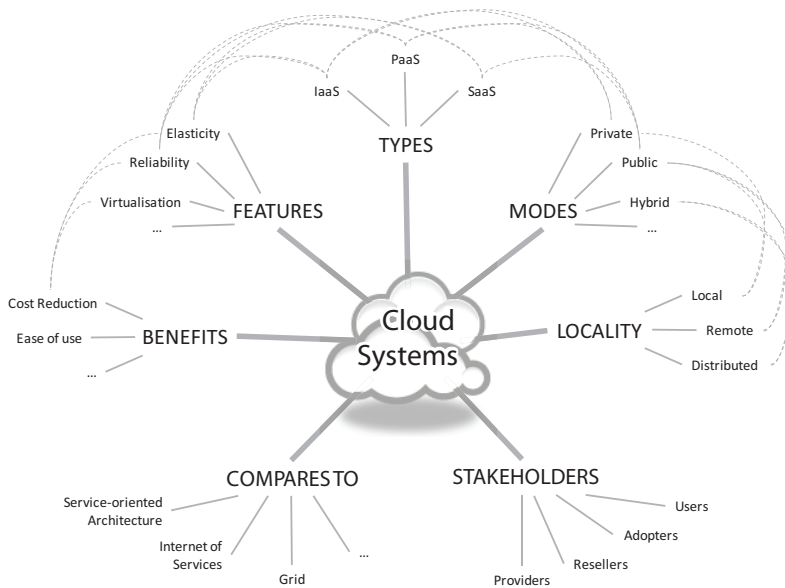 PaaS
IaaS
SaaS
TYPES
Elasticity
Reliability
Virtualisation
...
FEATURES
Private
Public
Hybrid
...
MODES
Cost Reduction
Ease of use
...
BENEFITS
Cloud
Systems
LOCALITY
Local
Remote
Distributed
COMPARES TO
Service-oriented
Architecture
Internet of
Services
Grid
...
STAKEHOLDERS
Users
Adopters
Resellers
Providers